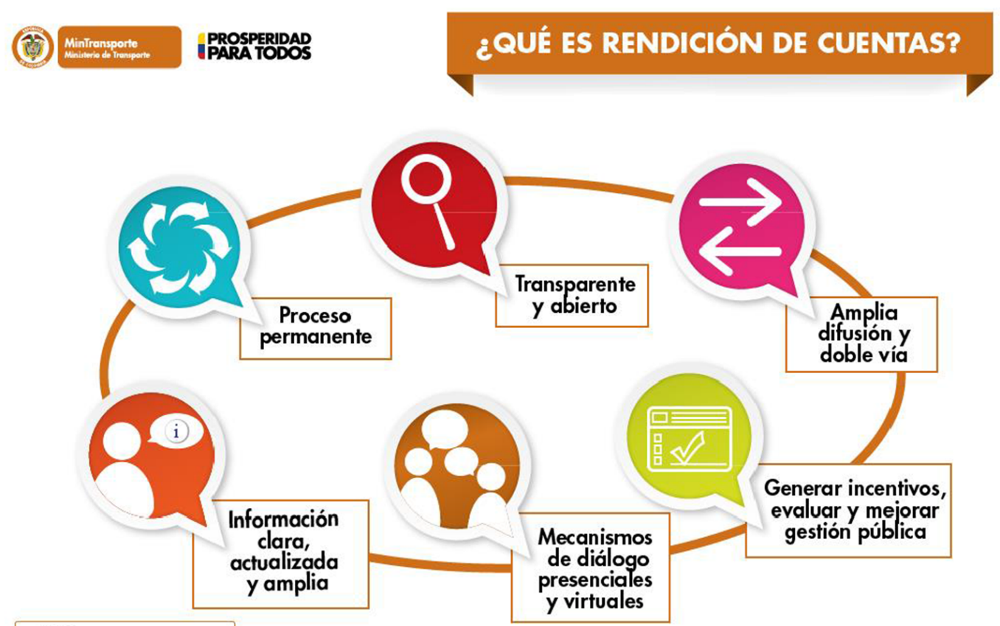 MinTransporte
Ministerio de Transporte
PROSPERIDAD
PARA TODOS
¿QUÉ ES RENDICIÓN DE CUENTAS?
Proceso
permanente
Transparente
y abierto
Amplia
difusión y
doble vía
Información
clara,
actualizada
y amplia
i
Mecanismos
de diálogo
presenciales
y virtuales
Generar incentivos,
evaluar y mejorar
gestión pública